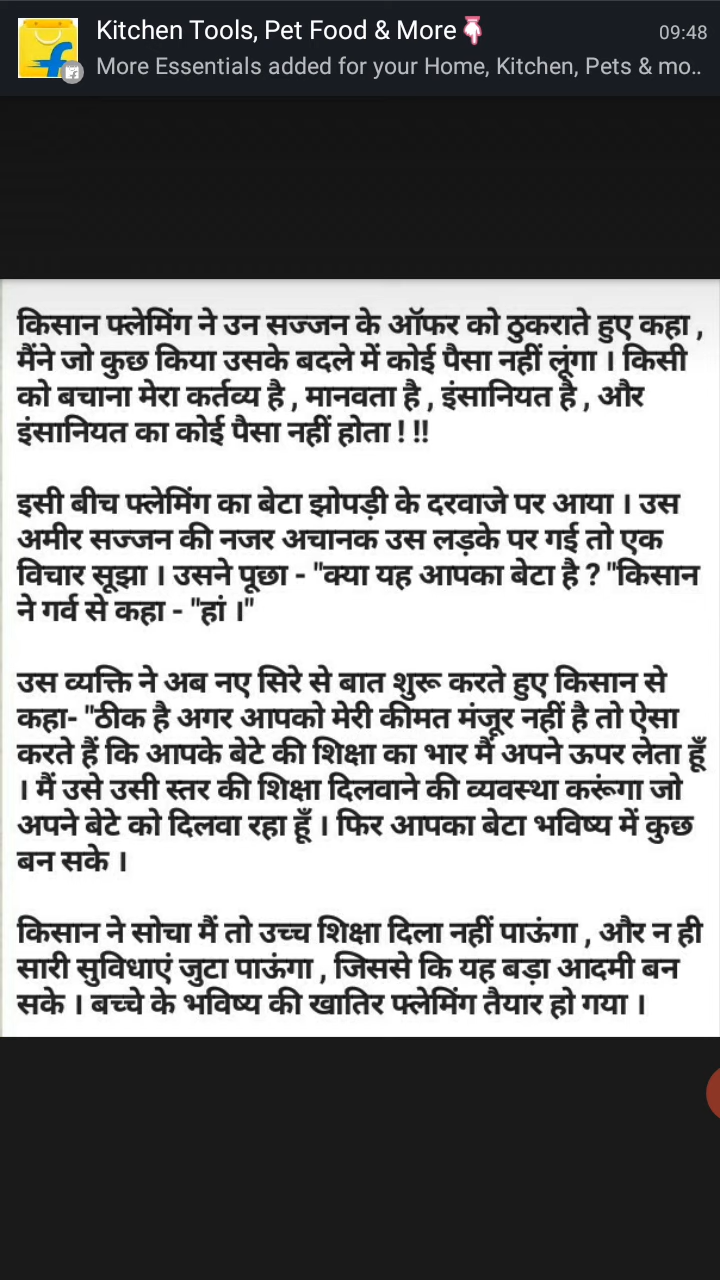 Kitchen Tools, Pet Food & More👇
09:48
More Essentials added for your Home, Kitchen, Pets & mo..
किसान फ्लेमिंग ने उन सज्जन के ऑफर को ठुकराते हुए कहा ,
मैंने जो कुछ किया उसके बदले में कोई पैसा नहीं लूंगा । किसी
को बचाना मेरा कर्तव्य है , मानवता है , इंसानियत है , और
इंसानियत का कोई पैसा नहीं होता ! !!
इसी बीच फ्लेमिंग का बेटा झोपड़ी के दरवाजे पर आया । उस
अमीर सज्जन की नजर अचानक उस लड़के पर गई तो एक
विचार सूझा । उसने पूछा - "क्या यह आपका बेटा है ? "किसान
ने गर्व से कहा - "हां ।"
उस व्यक्ति ने अब नए सिरे से बात शुरू करते हुए किसान से
कहा- "ठीक है अगर आपको मेरी कीमत मंजूर नहीं है तो ऐसा
करते हैं कि आपके बेटे की शिक्षा का भार मैं अपने ऊपर लेता हूँ
। मैं उसे उसी स्तर की शिक्षा दिलवाने की व्यवस्था करूंगा जो
अपने बेटे को दिलवा रहा हूँ । फिर आपका बेटा भविष्य में कुछ
बन सके ।
किसान ने सोचा मैं तो उच्च शिक्षा दिला नहीं पाऊंगा , और न ही
सारी सुविधाएं जुटा पाऊंगा , जिससे कि यह बड़ा आदमी बन
सके । बच्चे के भविष्य की खातिर फ्लेमिंग तैयार हो गया ।